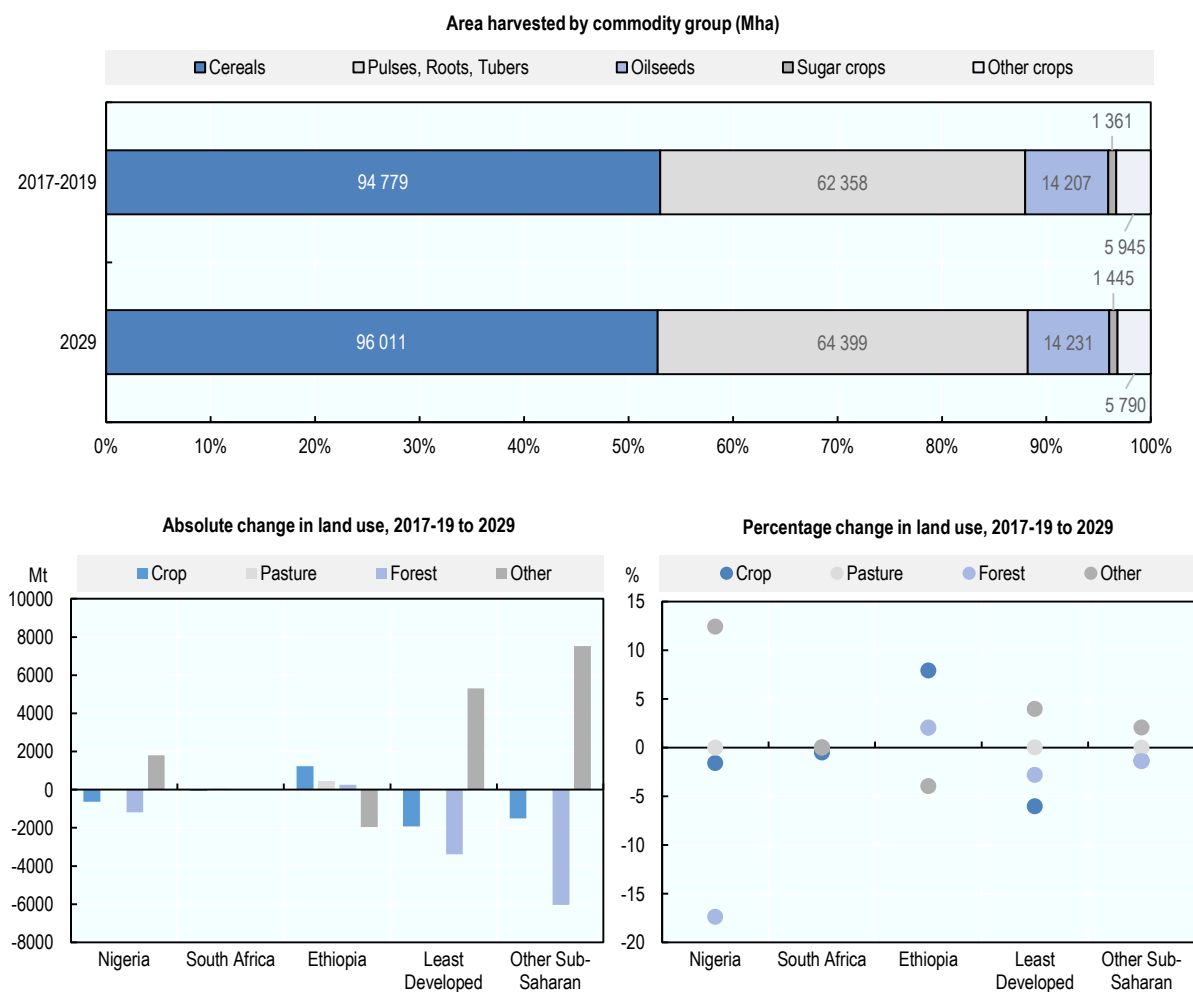 Area harvested by commodity group (Mha)
Cereals Pulses, Roots, Tubers Oilseeds Sugar crops Other crops
1 361
2017-2019 94 779 62 358 14 207
5 945
1 445
2029 96 011 64 399 14 231
5 790
0% 10% 20% 30% 40% 50% 60% 70% 80% 90% 100%
Absolute change in land use, 2017-19 to 2029
Mt Crop Pasture Forest Other
10000
8000
6000
4000
2000
0
-2000
-4000
-6000
-8000
Nigeria South Africa Ethiopia Least Other Sub-
Developed Saharan
Percentage change in land use, 2017-19 to 2029
% Crop Pasture Forest Other
15
10
5
0
-5
-10
-15
-20
Nigeria South Africa Ethiopia Least Other Sub-
Developed Saharan